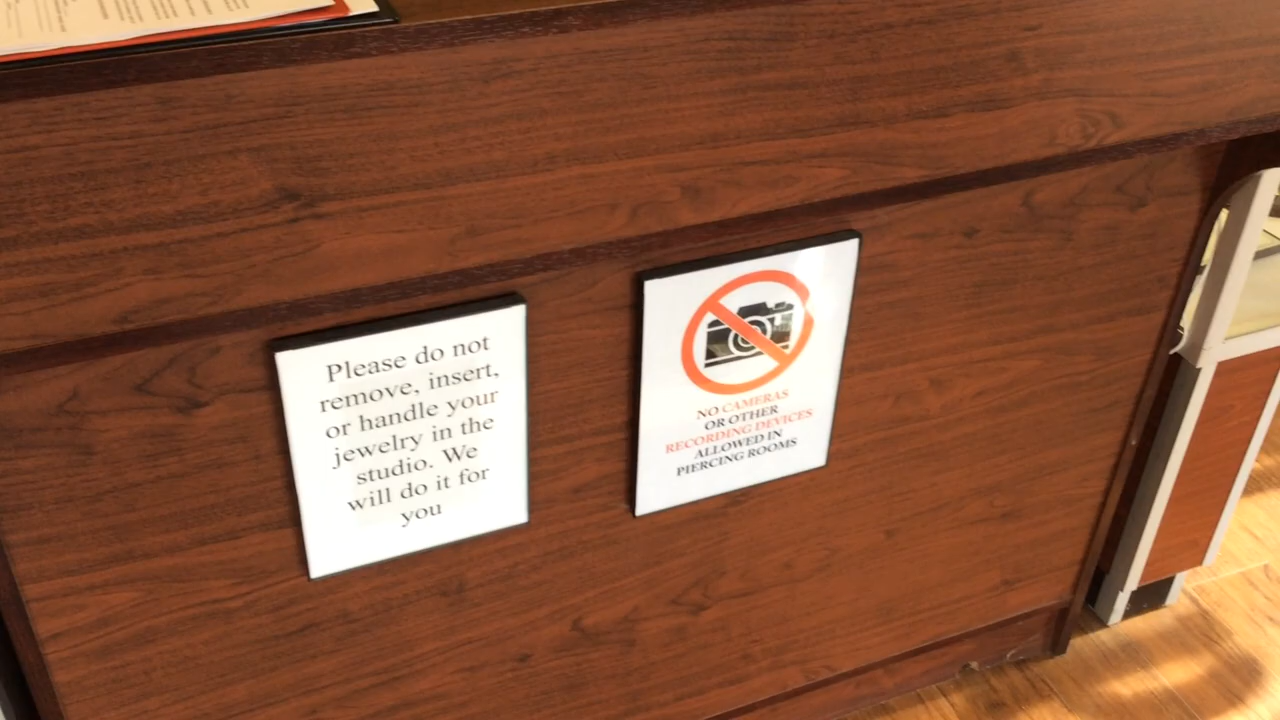 Please do not
remove, insert,
or handle your
jewelry in the
studio. We
will do it for
you
NO CAMERAS
OR OTHER
RECORDING DEVICES
ALLOWED IN
PIERCING ROOMS